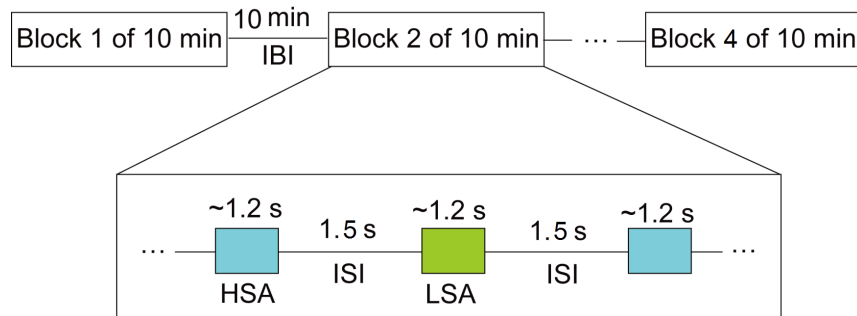 Block 1 of 10 min
10 min
IBI
Block 2 of 10 min
...
Block 4 of 10 min
~1.2 s
~1.2 s
~1.2 s
1.5 s
1.5 s
...
ISI
ISI
...
HSA
LSA